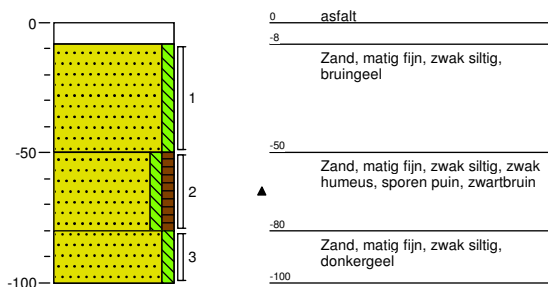 0
-50
-100
1
2
3
0 asfalt
-8
Zand, matig fijn, zwak siltig,
bruingeel
-50
Zand, matig fijn, zwak siltig, zwak
humeus, sporen puin, zwartbruin
-80
Zand, matig fijn, zwak siltig,
donkergeel
-100